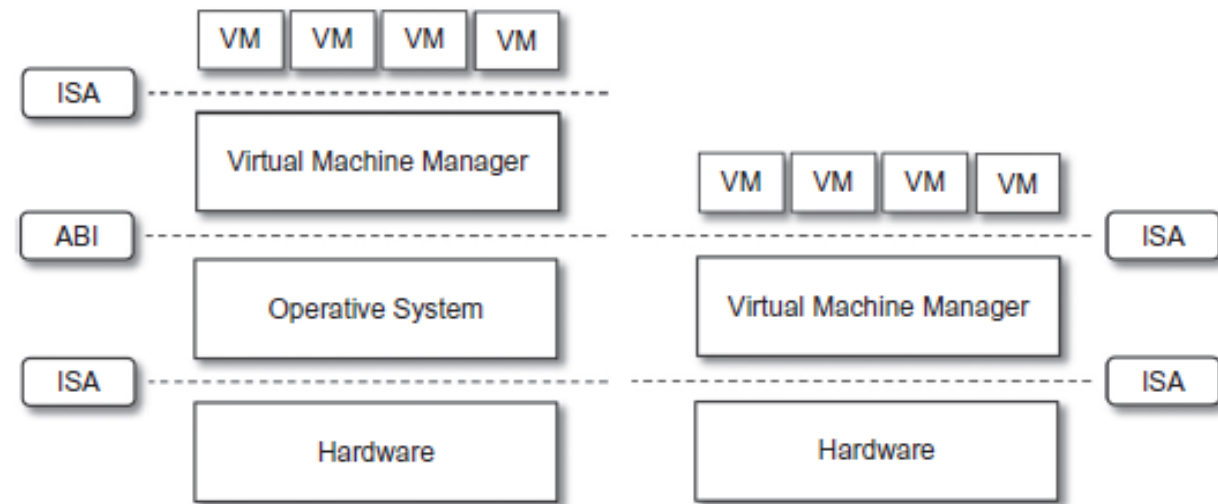 VM VM VM VM
ISA
Virtual Machine Manager
VM VM VM VM
ABI
ISA
Operative System
Virtual Machine Manager
ISA
ISA
Hardware
Hardware